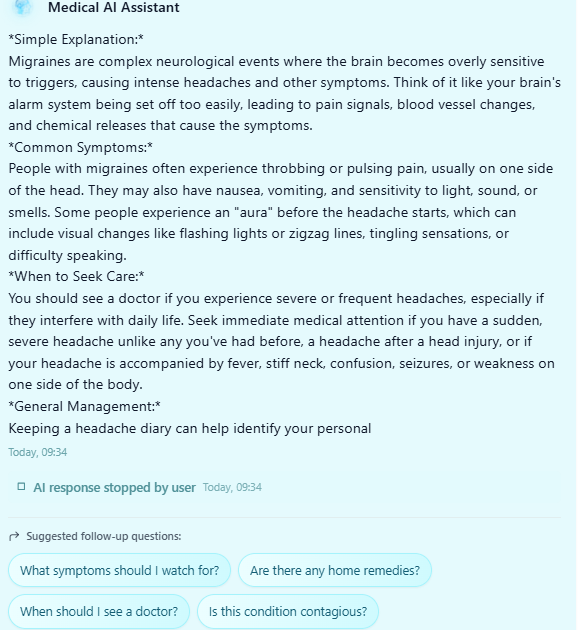 Medical AI Assistant
*Simple Explanation:*
Migraines are complex neurological events where the brain becomes overly sensitive
to triggers, causing intense headaches and other symptoms. Think of it like your brain's
alarm system being set off too easily, leading to pain signals, blood vessel changes,
and chemical releases that cause the symptoms.
*Common Symptoms:*
People with migraines often experience throbbing or pulsing pain, usually on one side
of the head. They may also have nausea, vomiting, and sensitivity to light, sound, or
smells. Some people experience an "aura" before the headache starts, which can
include visual changes like flashing lights or zigzag lines, tingling sensations, or
difficulty speaking.
*When to Seek Care:*
You should see a doctor if you experience severe or frequent headaches, especially if
they interfere with daily life. Seek immediate medical attention if you have a sudden,
severe headache unlike any you've had before, a headache after a head injury, or if
your headache is accompanied by fever, stiff neck, confusion, seizures, or weakness on
one side of the body.
*General Management:*
Keeping a headache diary can help identify your personal
Today, 09:34
AI response stopped by user Today, 09:34
Suggested follow-up questions:
What symptoms should I watch for? Are there any home remedies?
When should I see a doctor? Is this condition contagious?